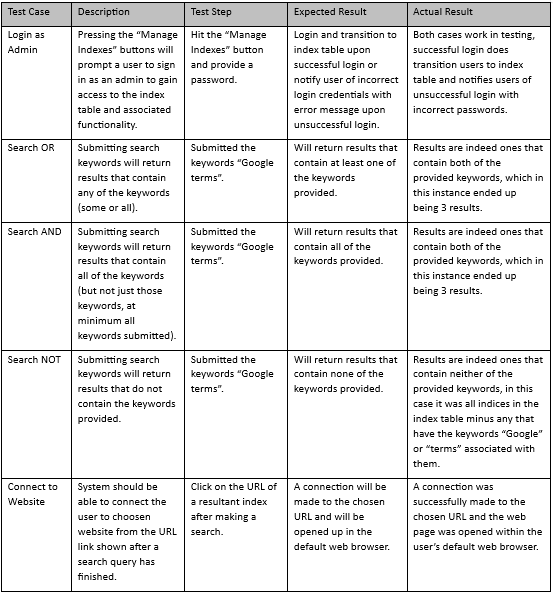 Test Case
Description
Test Step
Expected Result
Actual Result
Login as
Admin
Pressing the “Manage
Indexes” buttons will
prompt a user to sign
in as an admin to gain
access to the index
table and associated
functionality.
Hit the “Manage
Indexes” button
and provide a
password.
Login and transition to
index table upon
successful login or
notify user of incorrect
login credentials with
error message upon
unsuccessful login.
Both cases work in testing,
successful login does
transition users to index
table and notifies users of
unsuccessful login with
incorrect passwords.
Search OR
Submitting search
keywords will return
results that contain
any of the keywords
(some or all).
Submitted the
keywords “Google
terms”.
Will return results that
contain at least one of
the keywords
provided.
Results are indeed ones that
contain both of the
provided keywords, which in
this instance ended up
being 3 results.
Search AND
Submitting search
keywords will return
results that contain
all of the keywords
(but not just those
keywords, at
minimum all
keywords submitted).
Submitted the
keywords “Google
terms”.
Will return results that
contain all of the
keywords provided.
Results are indeed ones that
contain both of the
provided keywords, which in
this instance ended up
being 3 results.
Search NOT
Submitting search
keywords will return
results that do not
contain the keywords
provided.
Submitted the
keywords “Google
terms”.
Will return results that
contain none of the
keywords provided.
Results are indeed ones that
contain neither of the
provided keywords, in this
case it was all indices in the
index table minus any that
have the keywords “Google”
or “terms” associated with
them.
Connect to
Website
System should be
able to connect the
user to choosen
website from the URL
link shown after a
search query has
finished.
Click on the URL of
a resultant index
after making a
search.
A connection will be
made to the chosen
URL and will be
opened up in the
default web browser.
A connection was
successfully made to the
chosen URL and the web
page was opened within the
user’s default web browser.